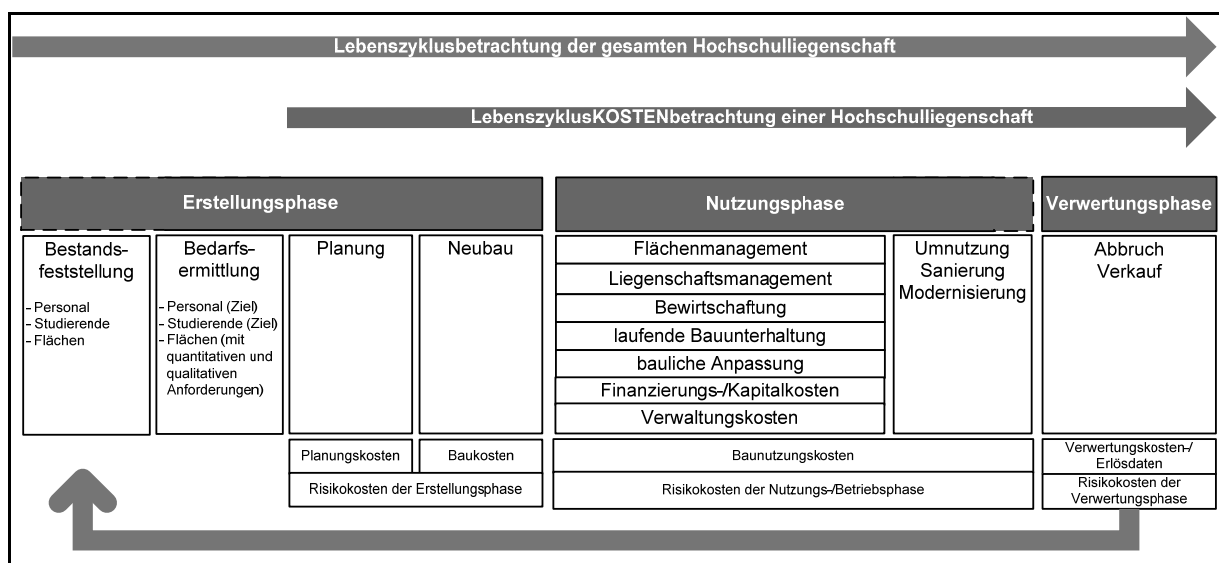 Lebenszyklusbetrachtung der gesamten Hochschulliegenschaft
LebenszyklusKOSTENbetrachtung einer Hochschulliegenschaft
Erstellungsphase
Nutzungsphase
Verwertungsphase
Bestands-
feststellung
- Personal
- Studierende
- Flächen
Bedarfs-
ermittlung
- Personal (Ziel)
- Studierende (Ziel)
- Flächen (mit
quantitativen und
qualitativen
Anforderungen)
Planung
Neubau
Flächenmanagement
Liegenschaftsmanagement
Bewirtschaftung
laufende Bauunterhaltung
bauliche Anpassung
Finanzierungs-/Kapitalkosten
Verwaltungskosten
Umnutzung
Sanierung
Modernisierung
Abbruch
Verkauf
Planungskosten
Baukosten
Baunutzungskosten
Verwertungskosten-/
Erlösdaten
Risikokosten der Erstellungsphase
Risikokosten der Nutzungs-/Betriebsphase
Risikokosten der
Verwertungsphase